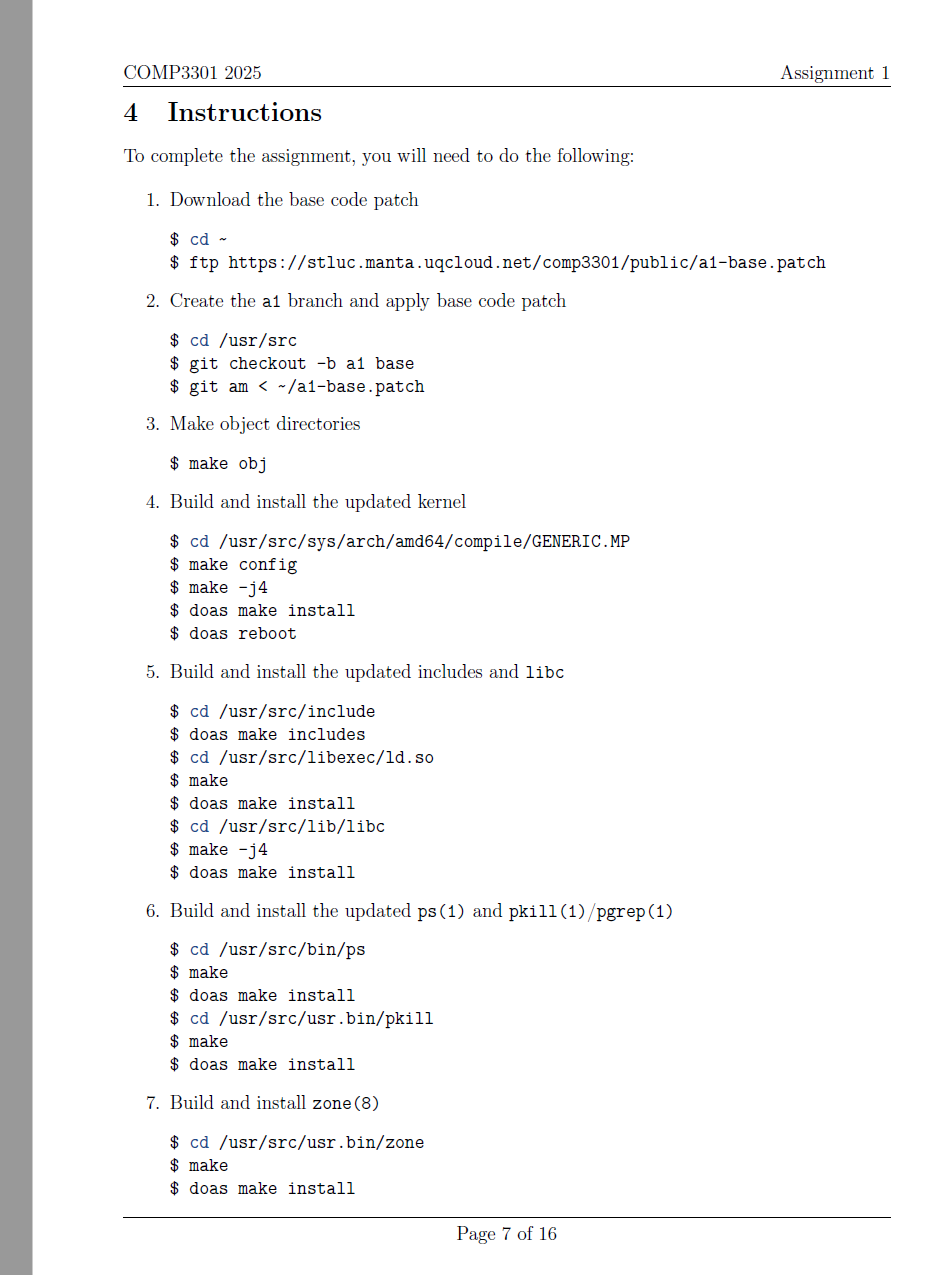 COMP3301 2025 Assignment 1
4 Instructions
To complete the assignment, you will need to do the following:
1. Download the base code patch
$ cd ~
$ ftp https://stluc.manta.uqcloud.net/comp3301/public/a1-base.patch
2. Create the a1 branch and apply base code patch
$ cd /usr/src
$ git checkout -b a1 base
$ git am < ~/a1-base.patch
3. Make object directories
$ make obj
4. Build and install the updated kernel
$ cd /usr/src/sys/arch/amd64/compile/GENERIC.MP
$ make config
$ make -j4
$ doas make install
$ doas reboot
5. Build and install the updated includes and libc
$ cd /usr/src/include
$ doas make includes
$ cd /usr/src/libexec/ld.so
$ make
$ doas make install
$ cd /usr/src/lib/libc
$ make -j4
$ doas make install
6. Build and install the updated ps(1) and pkill(1)/pgrep(1)
$ cd /usr/src/bin/ps
$ make
$ doas make install
$ cd /usr/src/usr.bin/pkill
$ make
$ doas make install
7. Build and install zone(8)
$ cd /usr/src/usr.bin/zone
$ make
$ doas make install
Page 7 of 16